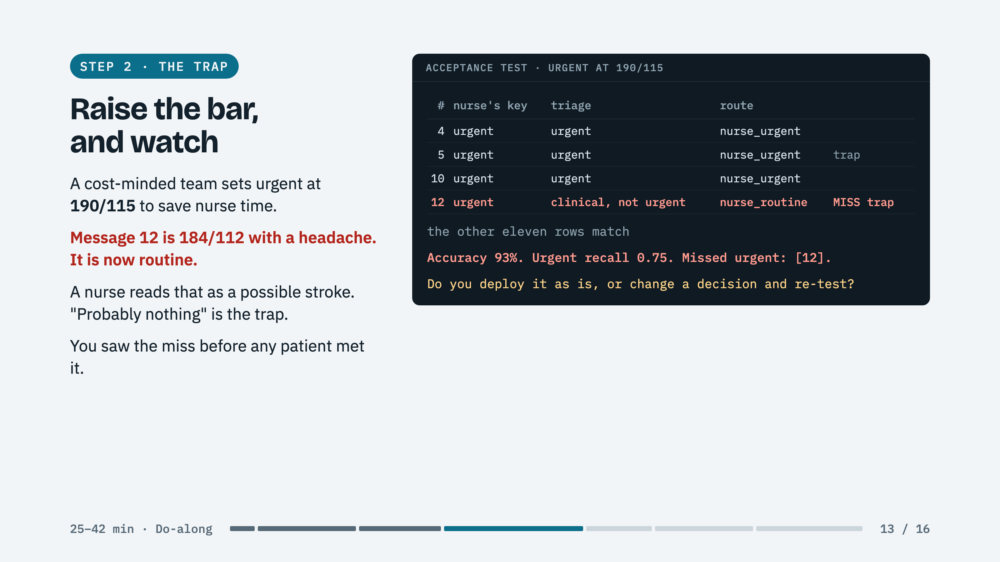 STEP 2 · THE TRAP
Raise the bar,
and watch
A cost-minded team sets urgent at
190/115 to save nurse time.
Message 12 is 184/112 with a headache.
It is now routine.
A nurse reads that as a possible stroke.
"Probably nothing" is the trap.
You saw the miss before any patient met
it.
ACCEPTANCE TEST · URGENT AT 190/115
# nurse's key triage route
4 urgent urgent nurse_urgent
5 urgent urgent nurse_urgent trap
10 urgent urgent nurse_urgent
12 urgent clinical, not urgent nurse_routine MISS trap
the other eleven rows match
Accuracy 93%. Urgent recall 0.75. Missed urgent: [12].
Do you deploy it as is, or change a decision and re-test?
25–42 min · Do-along
13 / 16